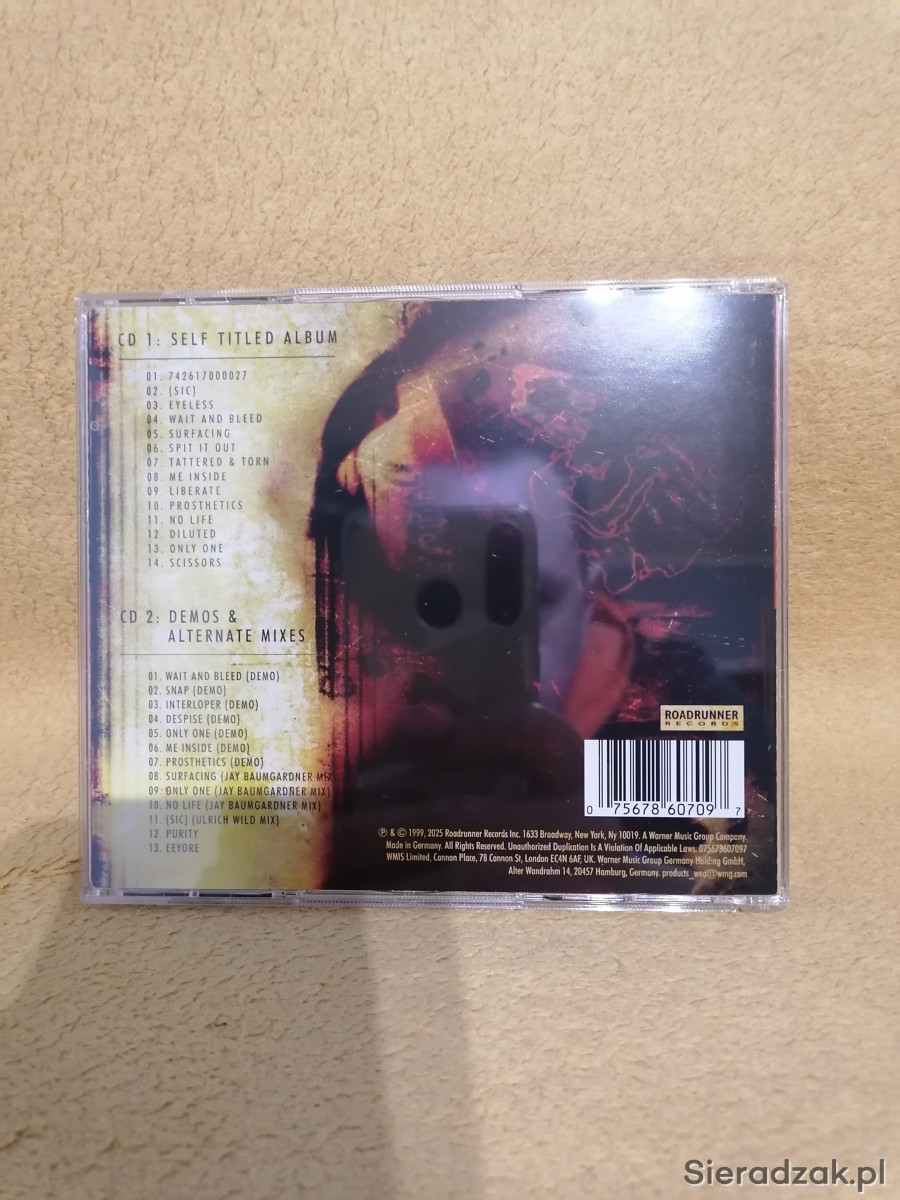 CD 1: SELF TITLED ALBUM
01. 742617000027
02. (SIC)
03. EYELESS
04. WAIT AND BLEED
05. SURFACING
06. SPIT IT OUT
07. TATTERED & TORN
08. ME INSIDE
09. LIBERATE
10. PROSTHETICS
11. NO LIFE
12. DILUTED
13. ONLY ONE
14. SCISSORS
CD 2: DEMOS &
ALTERNATE MIXES
01. WAIT AND BLEED (DEMO)
02. SNAP (DEMO)
03. INTERLOPER (DEMO)
04. DESPISE (DEMO)
05. ONLY ONE (DEMO)
06. ME INSIDE (DEMO)
07. PROSTHETICS (DEMO)
08. SURFACING (JAY BAUMGARDNER MIX)
09. ONLY ONE (JAY BAUMGARDNER MIX)
10. NO LIFE (JAY BAUMGARDNER MIX)
11. (SIC) (ULRICH WILD MIX)
12. PURITY
13. EEYORE
ROADRUNNER
RECORDS
0 75678 60709 7
℗ & © 1999, 2025 Roadrunner Records Inc. 1633 Broadway, New York, Ny 10019. A Warner Music Group Company.
Made in Germany. All Rights Reserved. Unauthorized Duplication Is A Violation Of Applicable Laws. 075678607097
WMIS Limited, Cannon Place, 78 Cannon St, London EC4N 6AF, UK. Warner Music Group Germany Holding GmbH,
Alter Wandrahm 14, 20457 Hamburg, Germany. products_wea@wmg.com
Sieradzak.pl